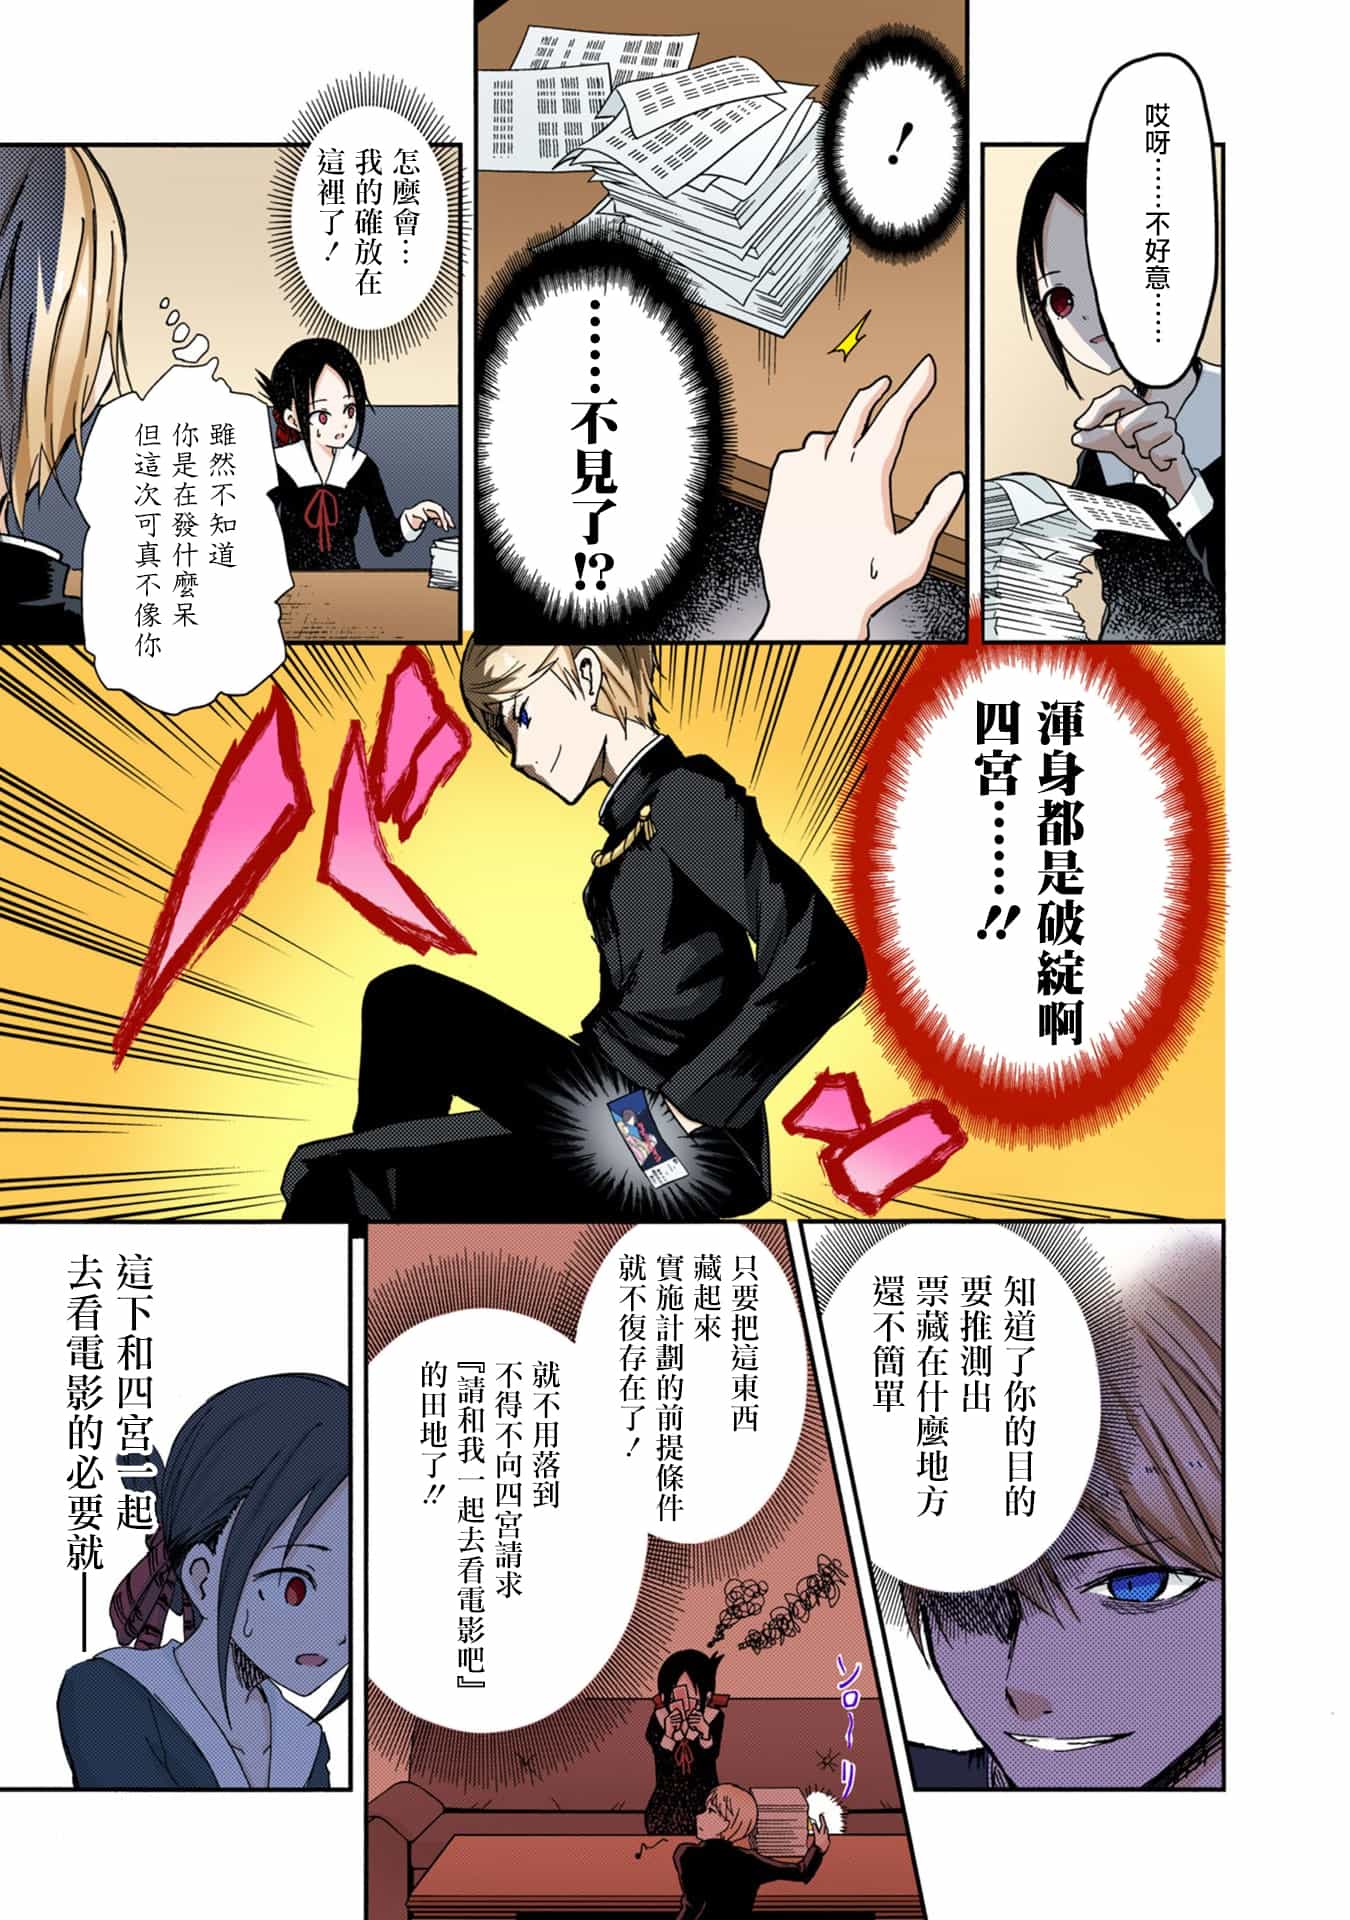 哎呀……不好意……
！
……不見了!?
怎麼會…
我的確放在
這裡了！
雖然不知道
你是在發什麼呆
但這次可真不像你
渾身都是破綻啊
四宮……!!
バーン
知道了你的目的
要推測出
票藏在什麼地方
還不簡單
只要把這東西
藏起來
實施計劃的前提條件
就不復存在了！
就不用落到
不得不向四宮請求
『請和我一起去看電影吧』
的田地了!!
ソロ～リ
這下和四宮一起
去看電影的必要就──